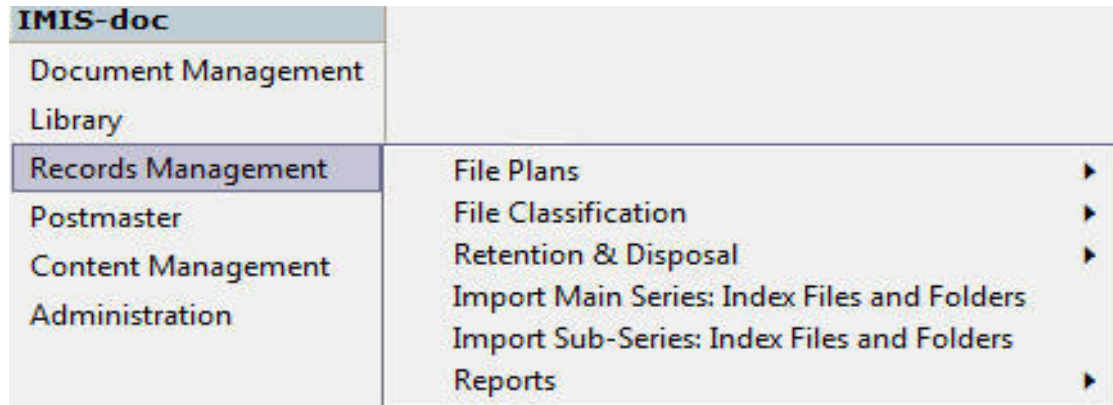 IMIS-doc
Document Management
Library
Records Management
Postmaster
Content Management
Administration
File Plans
File Classification
Retention & Disposal
Import Main Series: Index Files and Folders
Import Sub-Series: Index Files and Folders
Reports